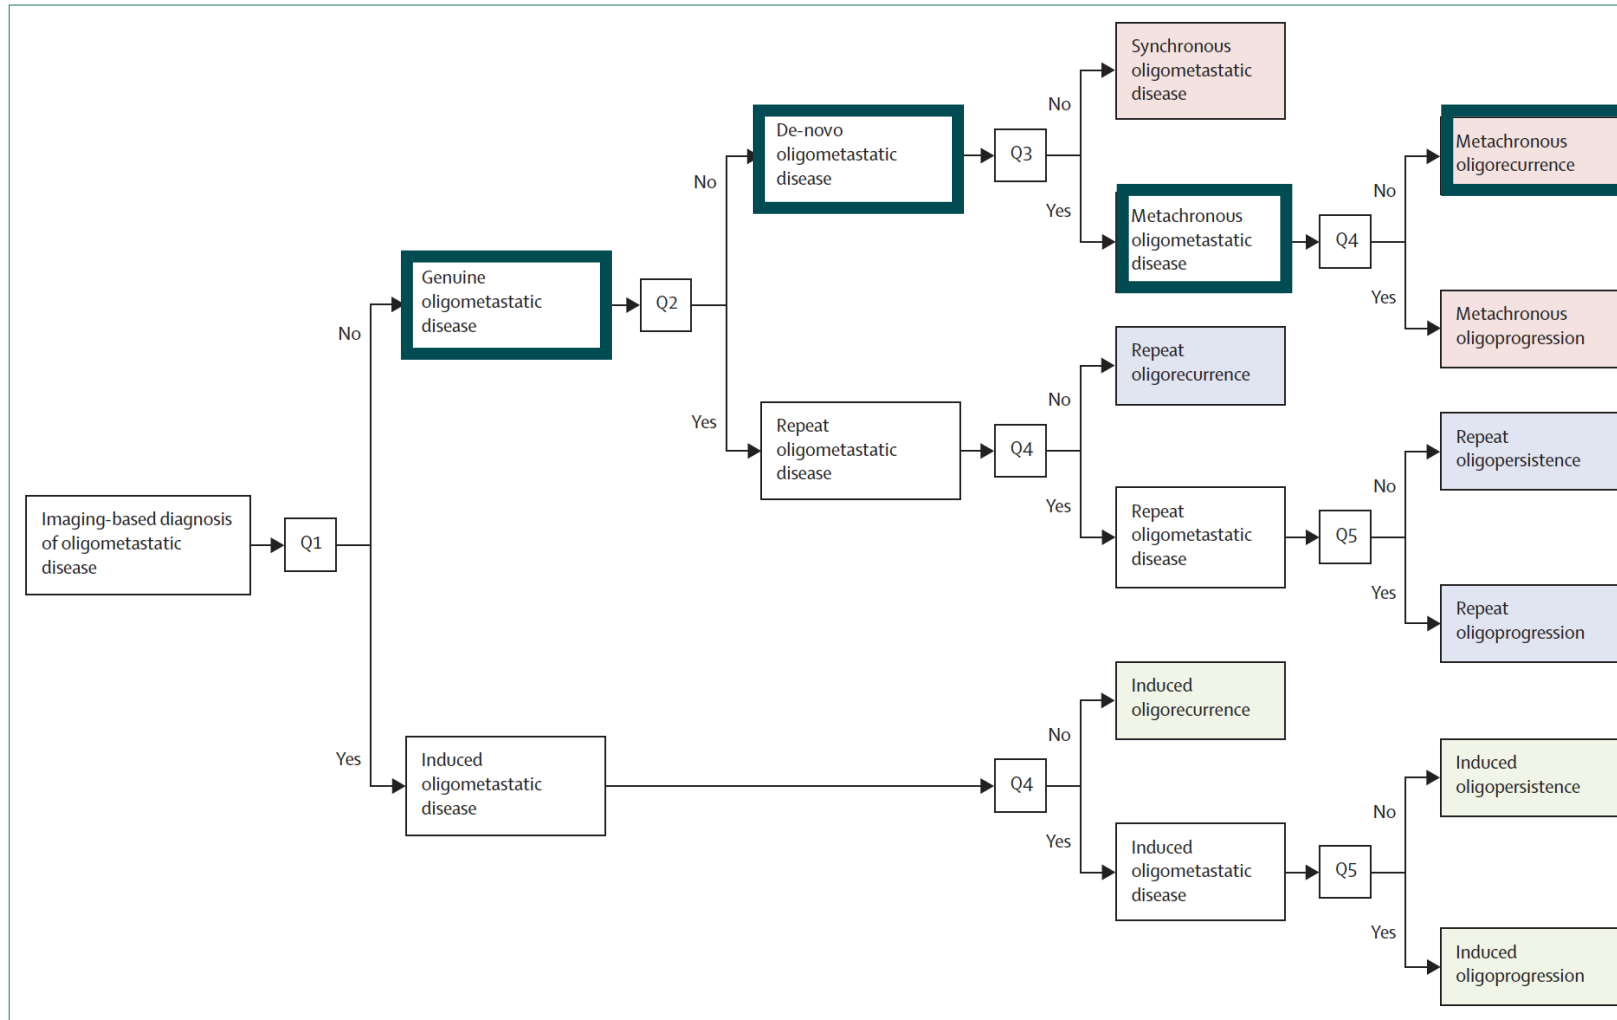 Imaging-based diagnosis
of oligometastatic
disease
Q1
No
Yes
Genuine
oligometastatic
disease
Q2
No
Yes
De-novo
oligometastatic
disease
Q3
No
Yes
Synchronous
oligometastatic
disease
Metachronous
oligometastatic
disease
Q4
No
Yes
Metachronous
oligorecurrence
Metachronous
oligoprogression
Repeat
oligometastatic
disease
Q4
No
Yes
Repeat
oligorecurrence
Repeat
oligometastatic
disease
Q5
No
Yes
Repeat
oligopersistence
Repeat
oligoprogression
Induced
oligometastatic
disease
Q4
No
Yes
Induced
oligorecurrence
Induced
oligometastatic
disease
Q5
No
Yes
Induced
oligopersistence
Induced
oligoprogression